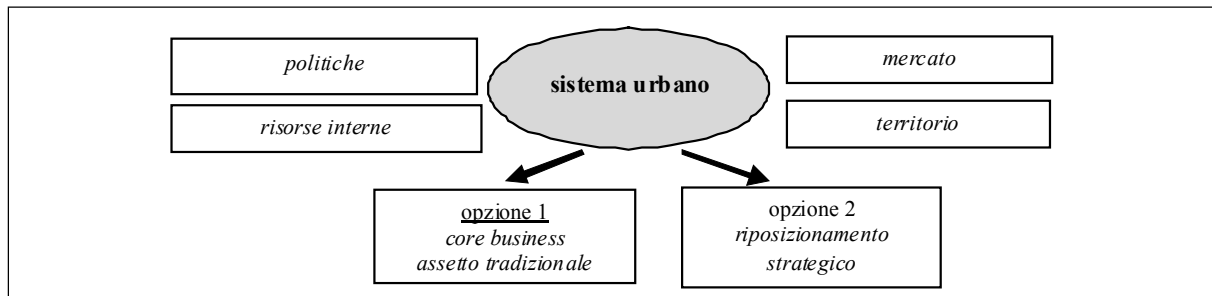 politiche
risorse interne
sistema urbano
mercato
territorio
opzione 1
core business
assetto tradizionale
opzione 2
riposizionamento
strategico